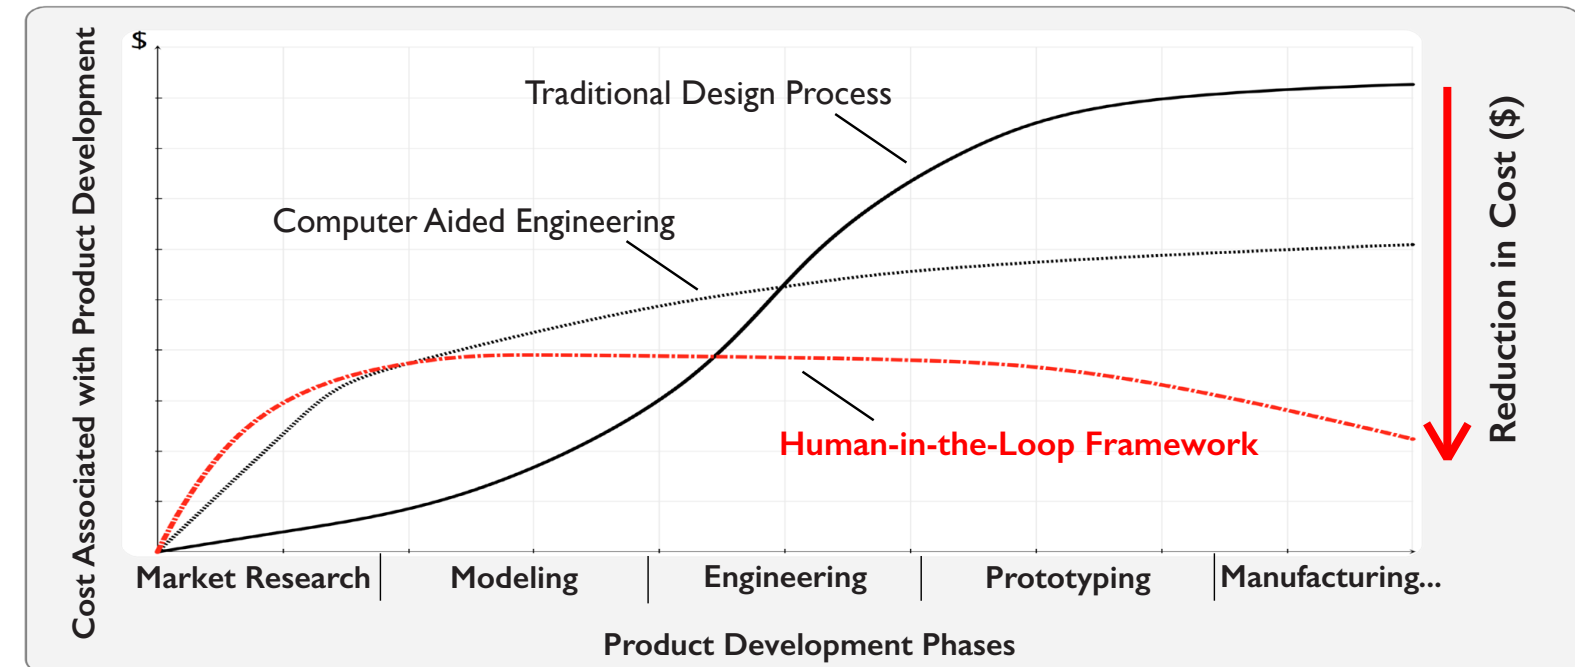 $
Cost Associated with Product Development
Traditional Design Process
Computer Aided Engineering
Human-in-the-Loop Framework
Reduction in Cost ($)
Market Research
Modeling
Engineering
Prototyping
Manufacturing...
Product Development Phases